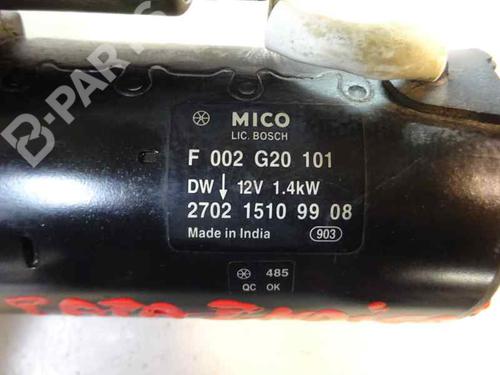 B-PARTS
MICO
LIC. BOSCH
F 002 G20 101
DW ↓ 12V 1.4kW
2702 1510 99 08
Made in India 903
485
QC OK